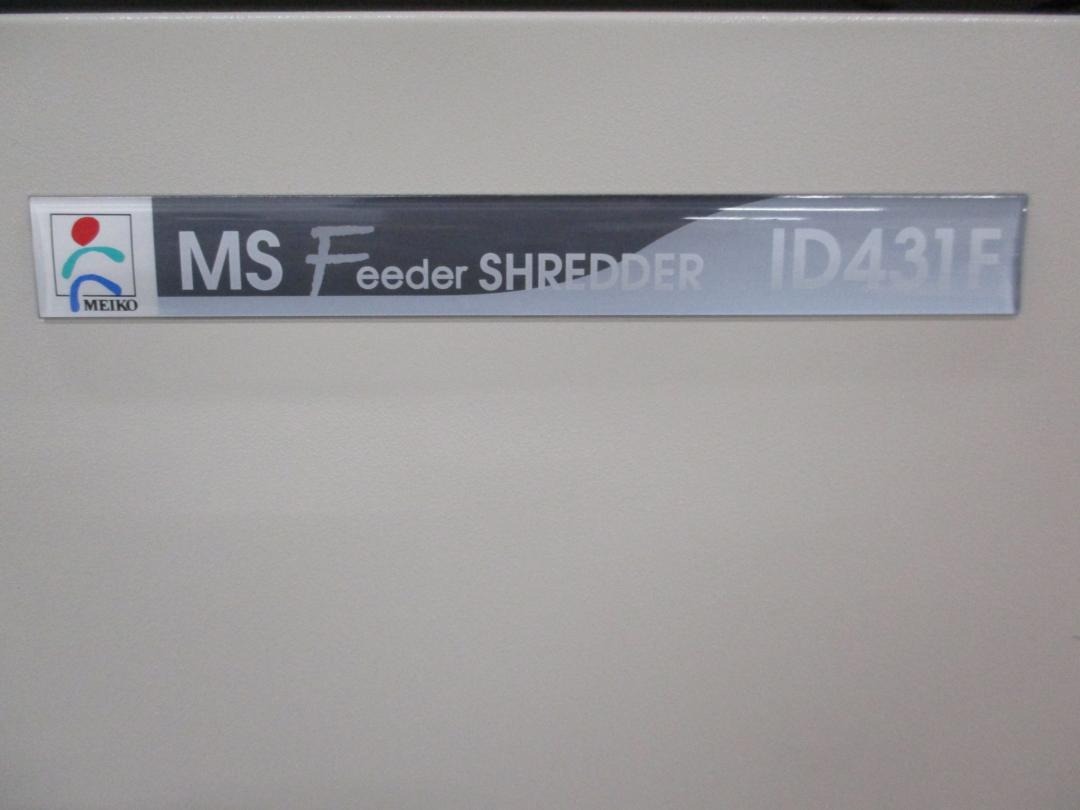 MEIKO
MS Feeder SHREDDER ID431F